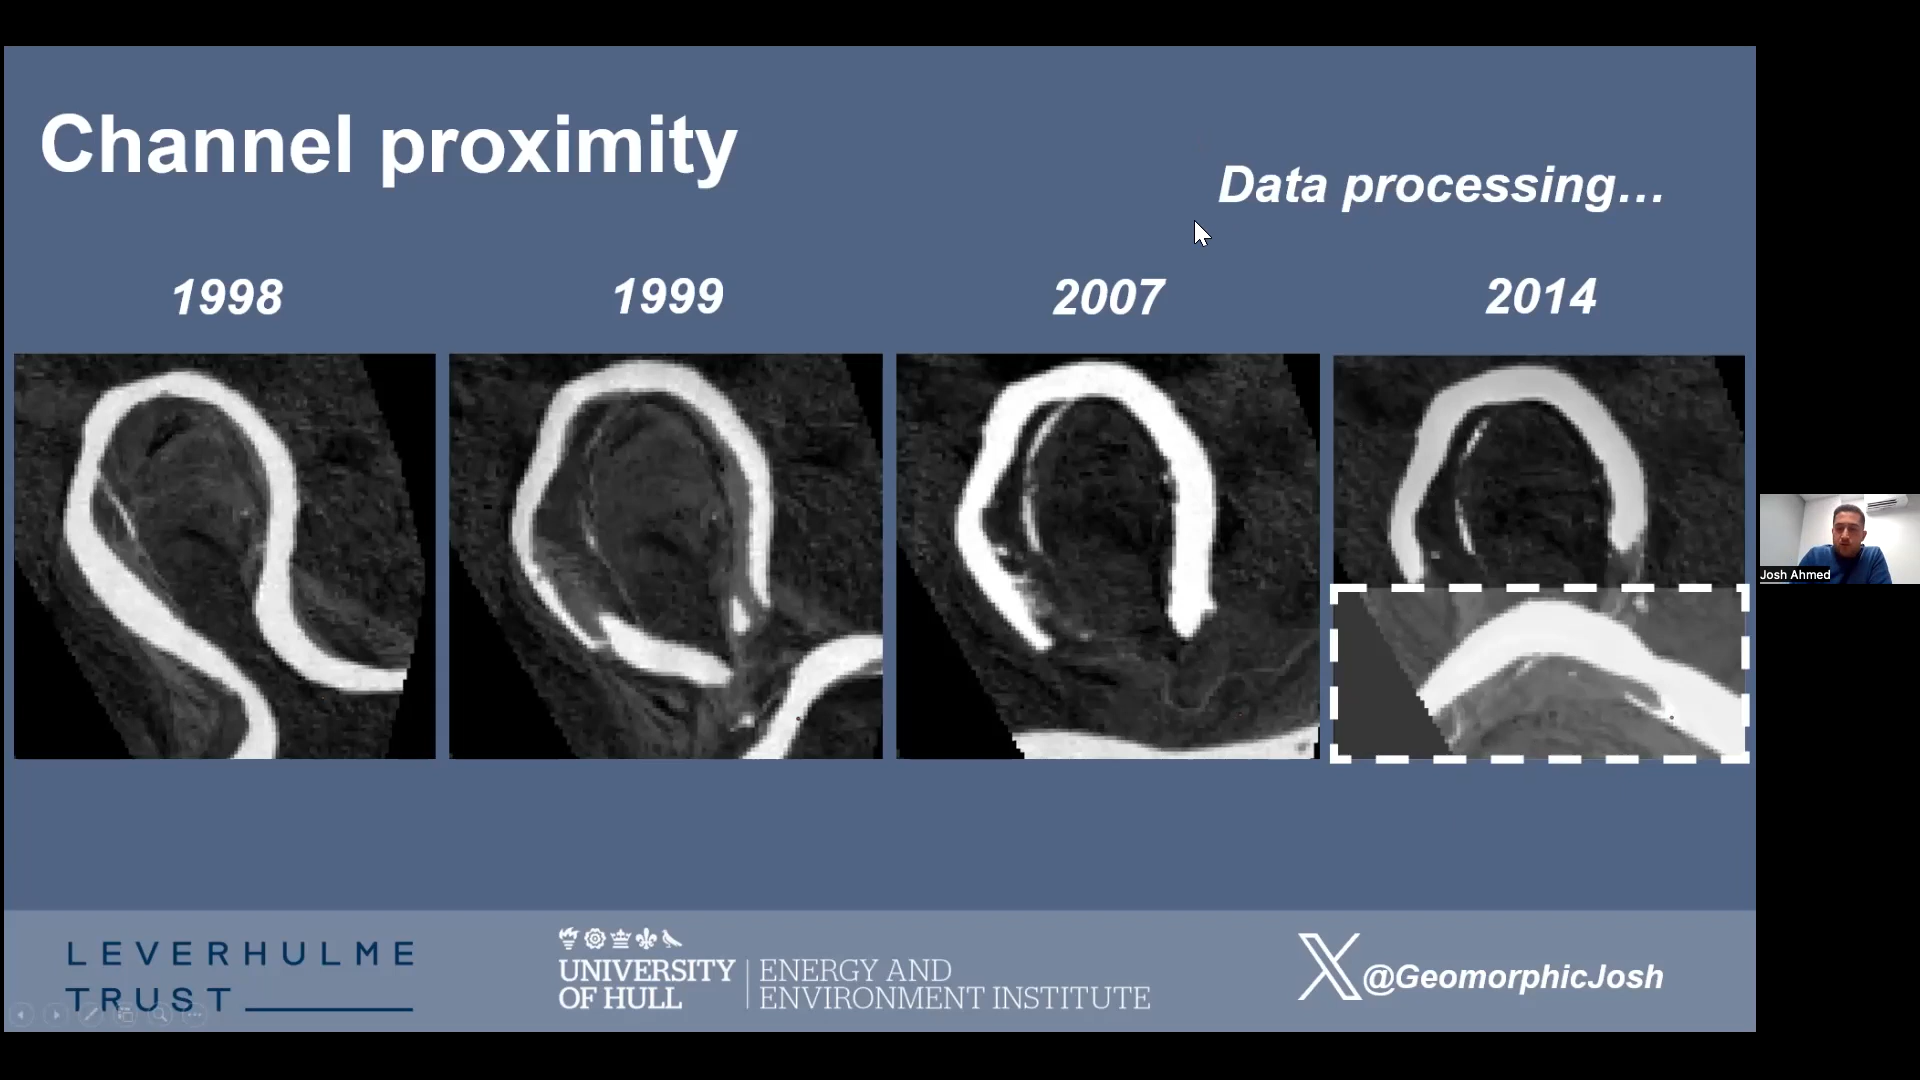 Channel proximity
Data processing...
1998
1999
2007
2014
Josh Ahmed
LEVERHULME
TRUST
UNIVERSITY
OF HULL
ENERGY AND
ENVIRONMENT INSTITUTE
X @GeomorphicJosh